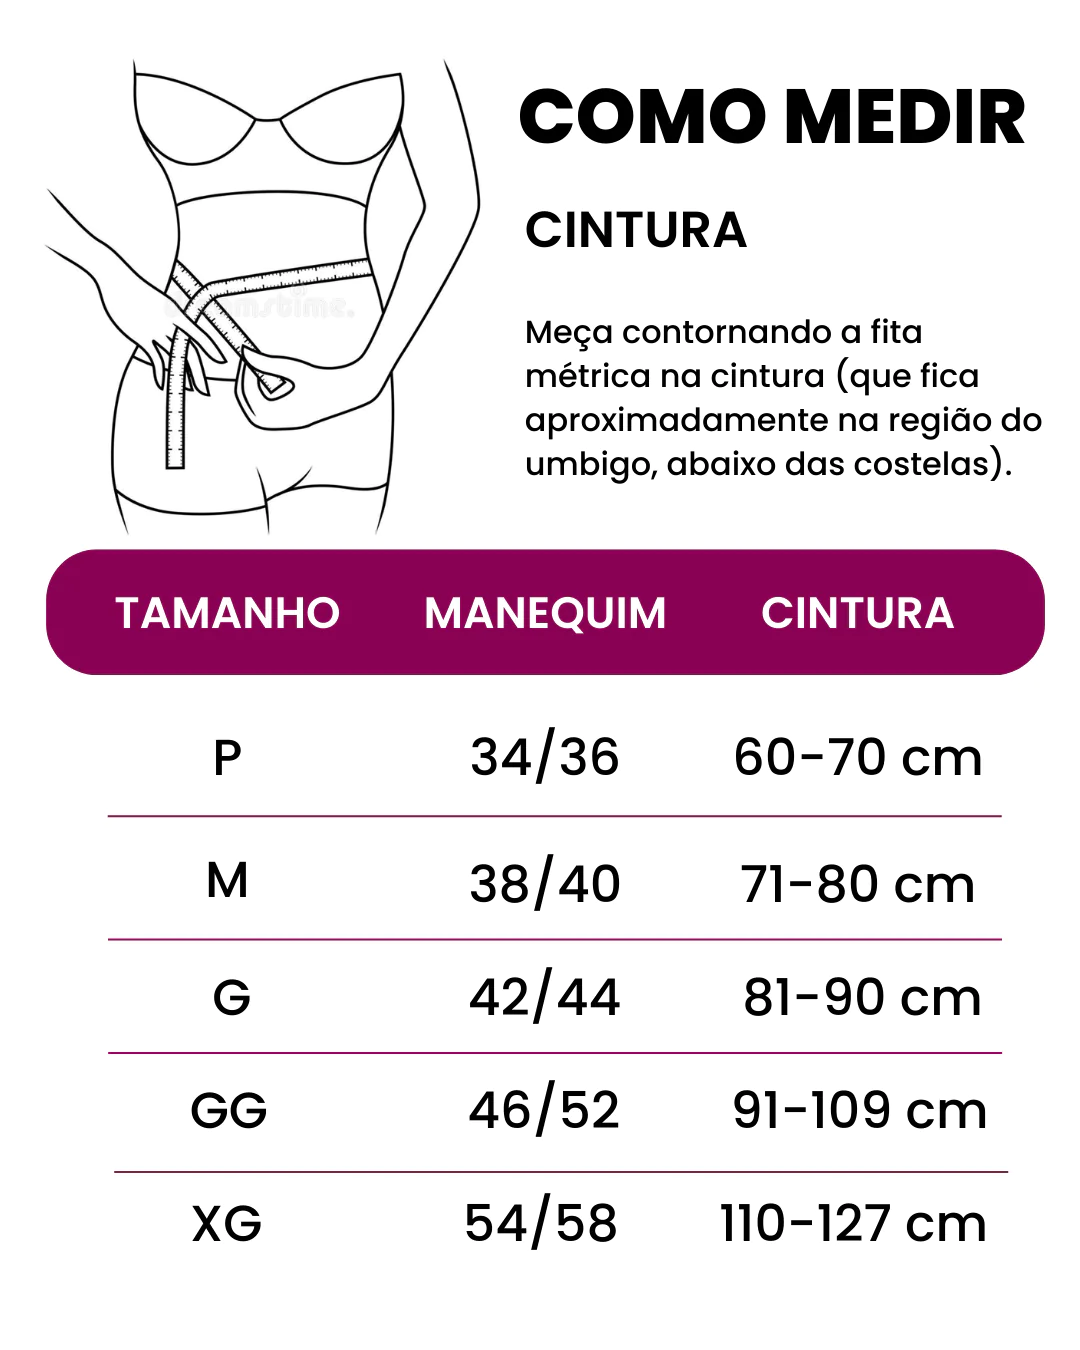 COMO MEDIR
CINTURA
Meça contornando a fita
métrica na cintura (que fica
aproximadamente na região do
umbigo, abaixo das costelas).
TAMANHO MANEQUIM CINTURA
P 34/36 60-70 cm
M 38/40 71-80 cm
G 42/44 81-90 cm
GG 46/52 91-109 cm
XG 54/58 110-127 cm